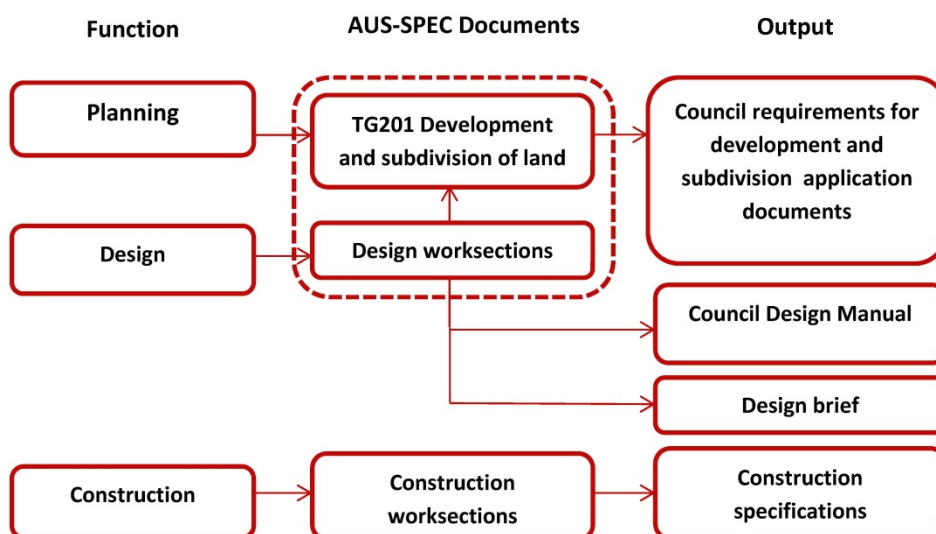 Function
AUS-SPEC Documents
Output
Planning
TG201 Development
and subdivision of land
Council requirements for
development and
subdivision application
documents
Design
Design worksections
Council Design Manual
Design brief
Construction
Construction
worksections
Construction
specifications